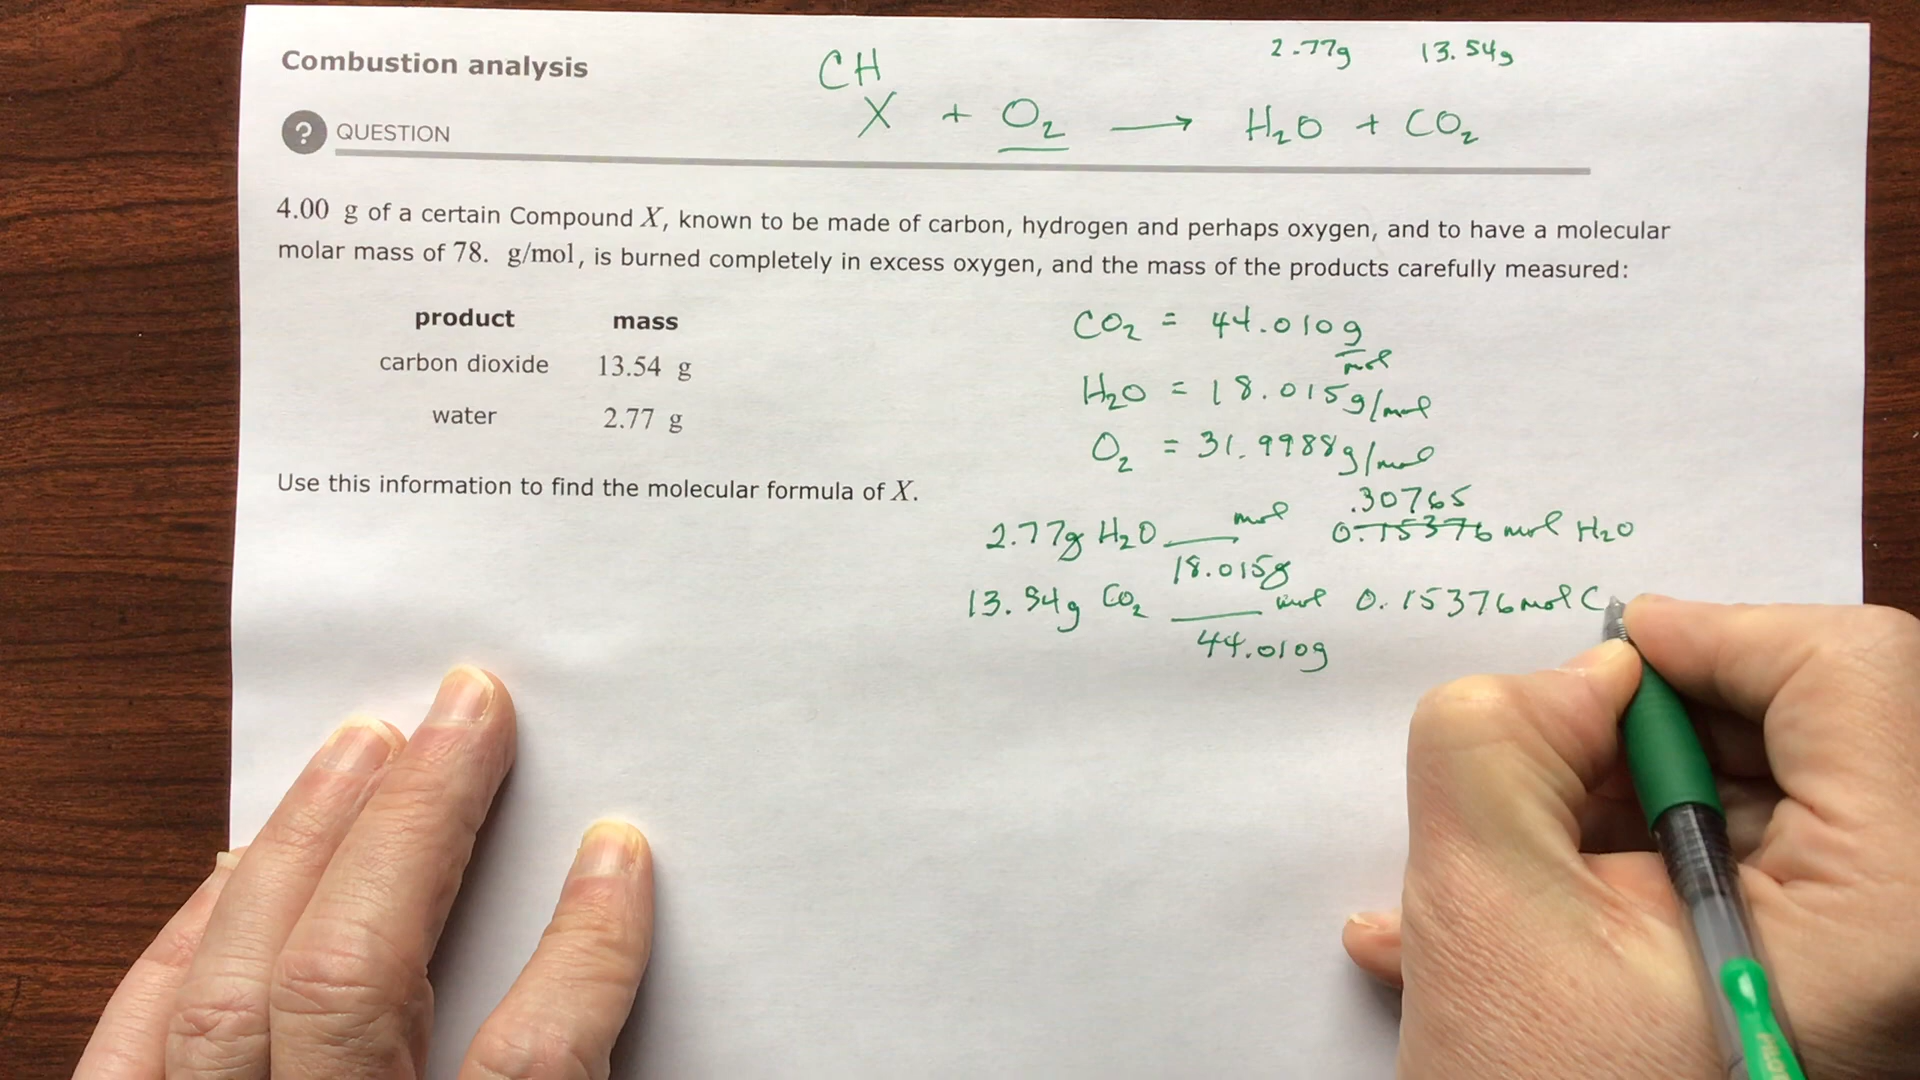 Combustion analysis
? QUESTION
2.77g 13.54g
CH
X + O₂ → H₂O + CO₂
4.00 g of a certain Compound X, known to be made of carbon, hydrogen and perhaps oxygen, and to have a molecular
molar mass of 78. g/mol, is burned completely in excess oxygen, and the mass of the products carefully measured:
product mass
carbon dioxide 13.54 g
water 2.77 g
Use this information to find the molecular formula of X.
CO₂ = 44.010g
mol
H₂O = 18.015g/mol
O₂ = 31.9988g/mol
.30765
2.77g H₂O mol 0.15376 mol H₂O
18.015g
13.54g CO₂ mol 0.15376 mol C
44.010g